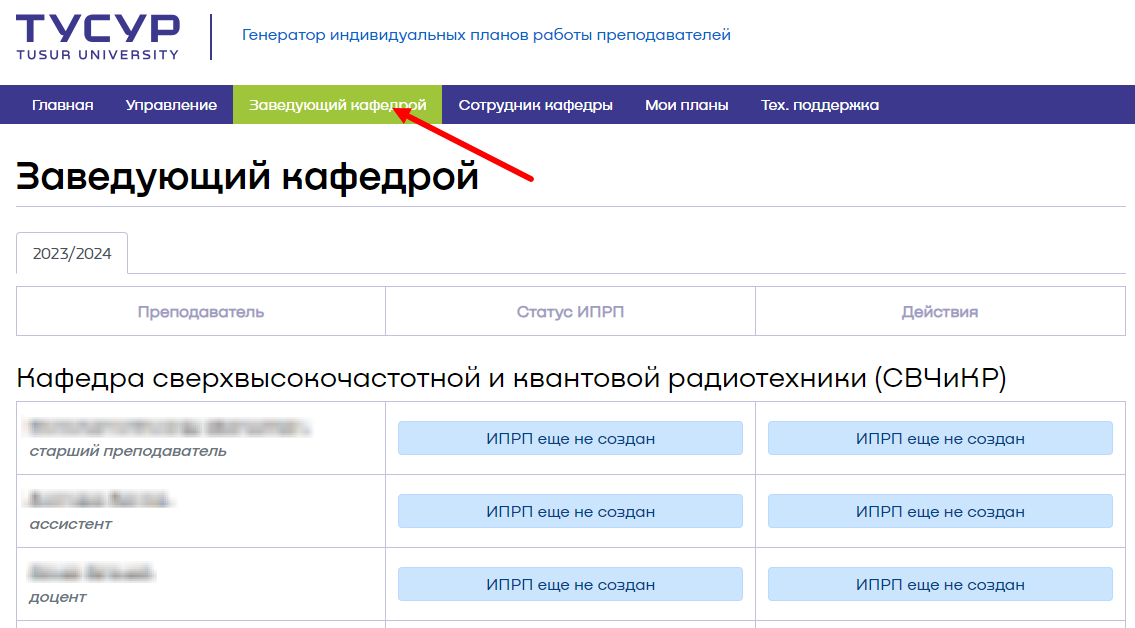 ТУСУР
TUSUR UNIVERSITY
Генератор индивидуальных планов работы преподавателей
Главная Управление Заведующий кафедрой Сотрудник кафедры Мои планы Тех. поддержка
Заведующий кафедрой
2023/2024
Преподаватель Статус ИПРП Действия
Кафедра сверхвысокочастотной и квантовой радиотехники (СВЧиКР)
старший преподаватель
ИПРП еще не создан ИПРП еще не создан
ассистент
ИПРП еще не создан ИПРП еще не создан
доцент
ИПРП еще не создан ИПРП еще не создан